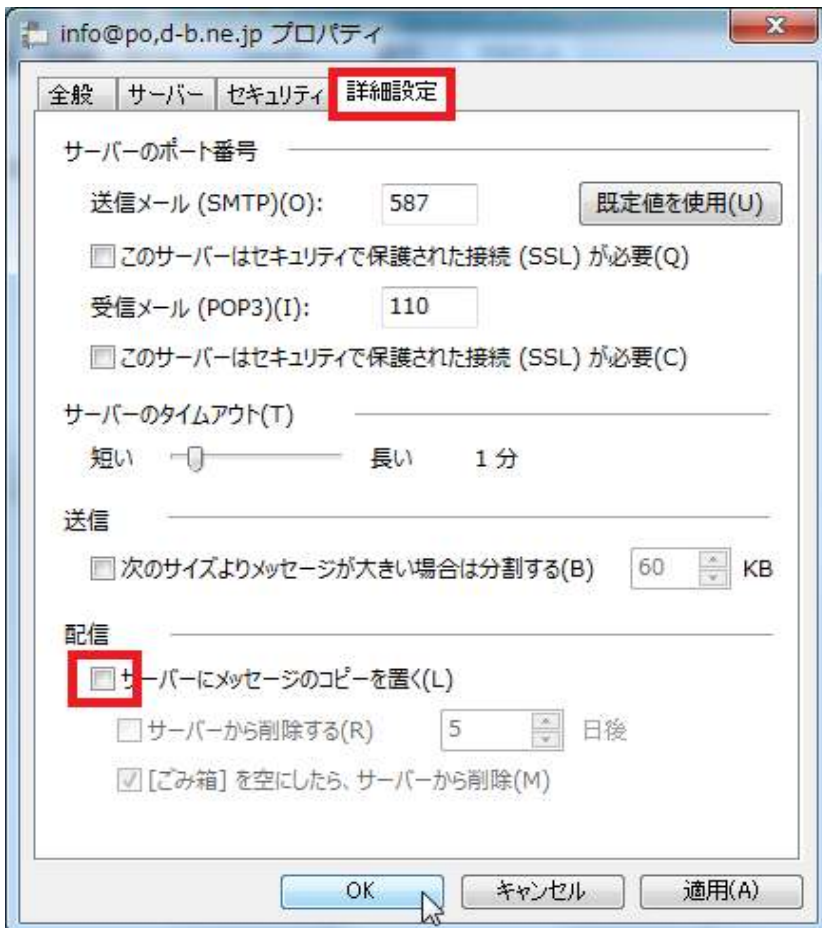 info@po,d-b.ne.jp プロパティ
全般 サーバー セキュリティ 詳細設定
サーバーのポート番号
送信メール (SMTP)(O): 587 既定値を使用(U)
このサーバーはセキュリティで保護された接続 (SSL) が必要(Q)
受信メール (POP3)(I): 110
このサーバーはセキュリティで保護された接続 (SSL) が必要(C)
サーバーのタイムアウト(T)
短い 長い 1 分
送信
次のサイズよりメッセージが大きい場合は分割する(B) 60 KB
配信
サーバーにメッセージのコピーを置く(L)
サーバーから削除する(R) 5 日後
[ごみ箱] を空にしたら、サーバーから削除(M)
OK キャンセル 適用(A)